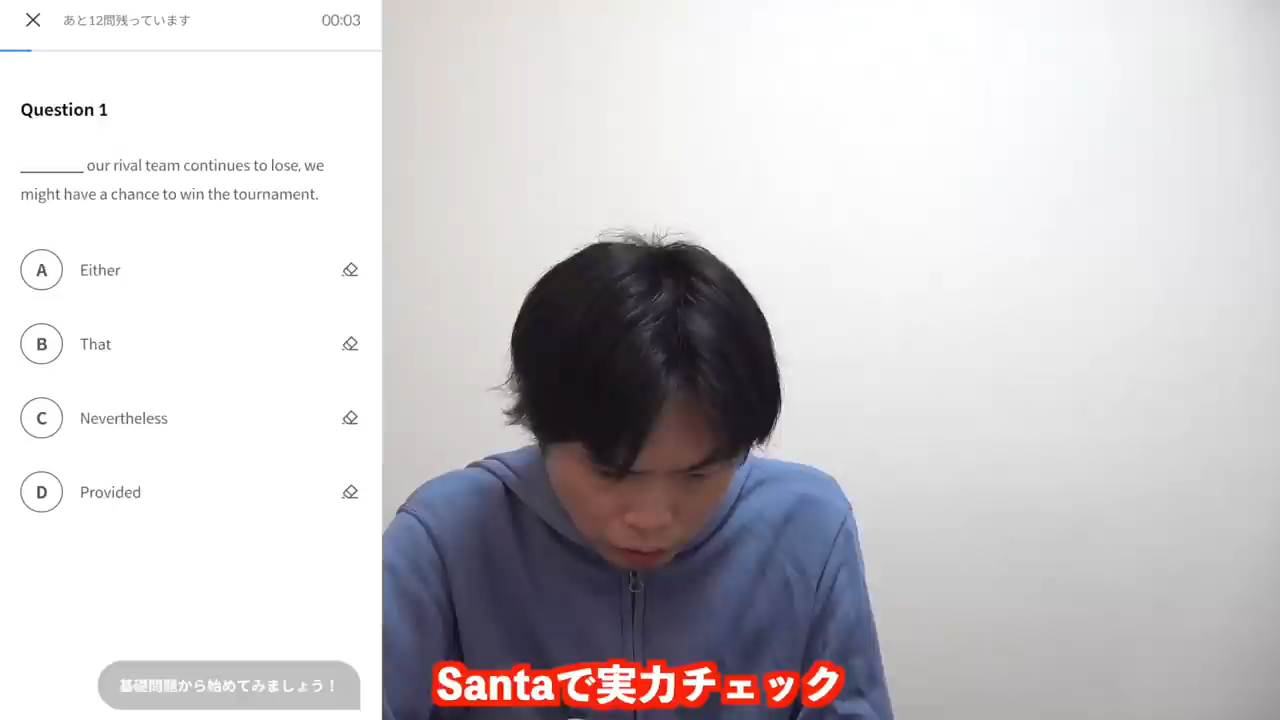 あと12問残っています
00:03
Question 1
________ our rival team continues to lose, we
might have a chance to win the tournament.
A Either
B That
C Nevertheless
D Provided
基礎問題から始めてみましょう！
Santaで実力チェック